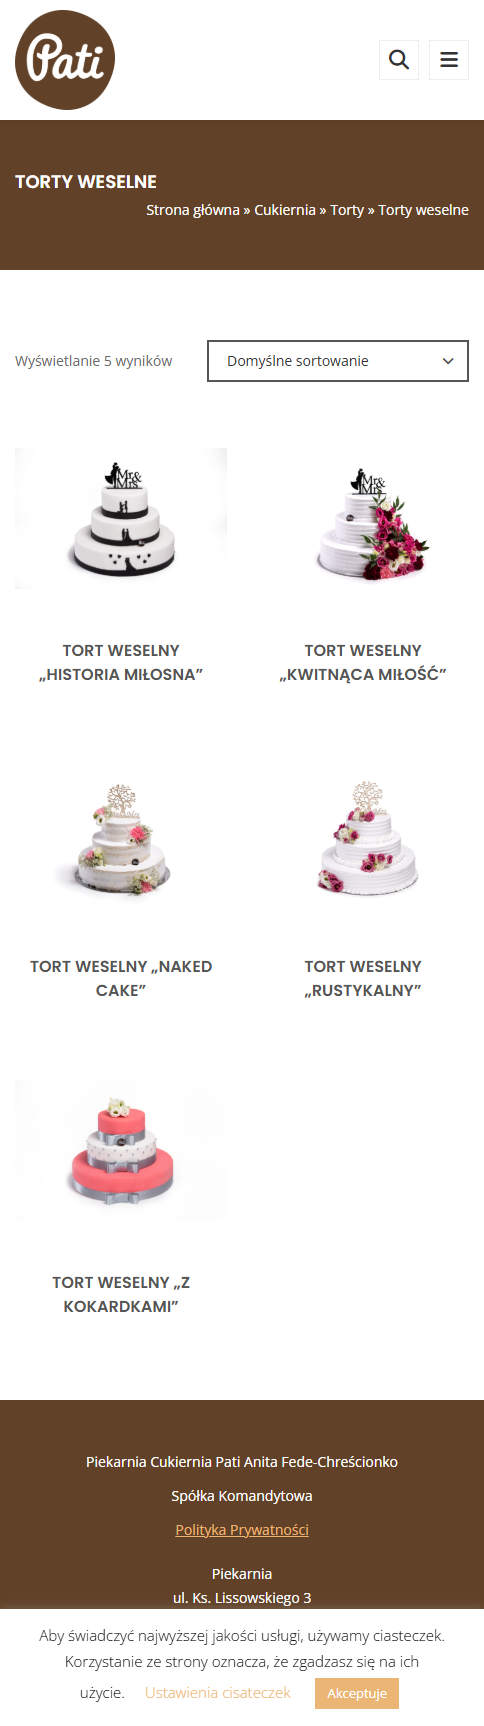 Pati
TORTY WESELNE
Strona główna » Cukiernia » Torty » Torty weselne
Wyświetlanie 5 wyników
Domyślne sortowanie
Mr&
Mrs
Mr&
Mrs
TORT WESELNY
„HISTORIA MIŁOSNA”
TORT WESELNY
„KWITNĄCA MIŁOŚĆ”
TORT WESELNY „NAKED
CAKE”
TORT WESELNY
„RUSTYKALNY”
TORT WESELNY „Z
KOKARDKAMI”
Piekarnia Cukiernia Pati Anita Fede-Chreścionko
Spółka Komandytowa
Polityka Prywatności
Piekarnia
ul. Ks. Lissowskiego 3
Aby świadczyć najwyższej jakości usługi, używamy ciasteczek.
Korzystanie ze strony oznacza, że zgadzasz się na ich
użycie. Ustawienia cisateczek Akceptuje